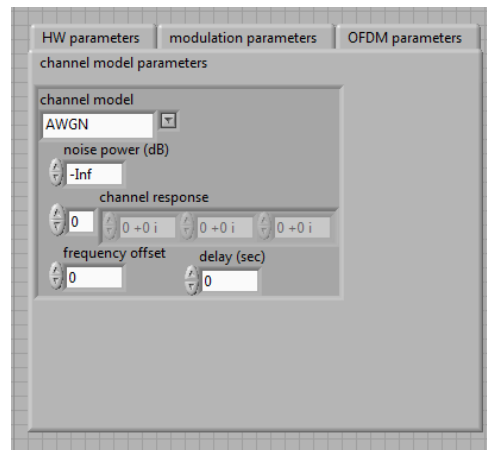 HW parameters modulation parameters OFDM parameters
channel model parameters
channel model
AWGN
noise power (dB)
-Inf
channel response
0 0 +0 i 0 +0 i 0 +0 i
frequency offset delay (sec)
0 0